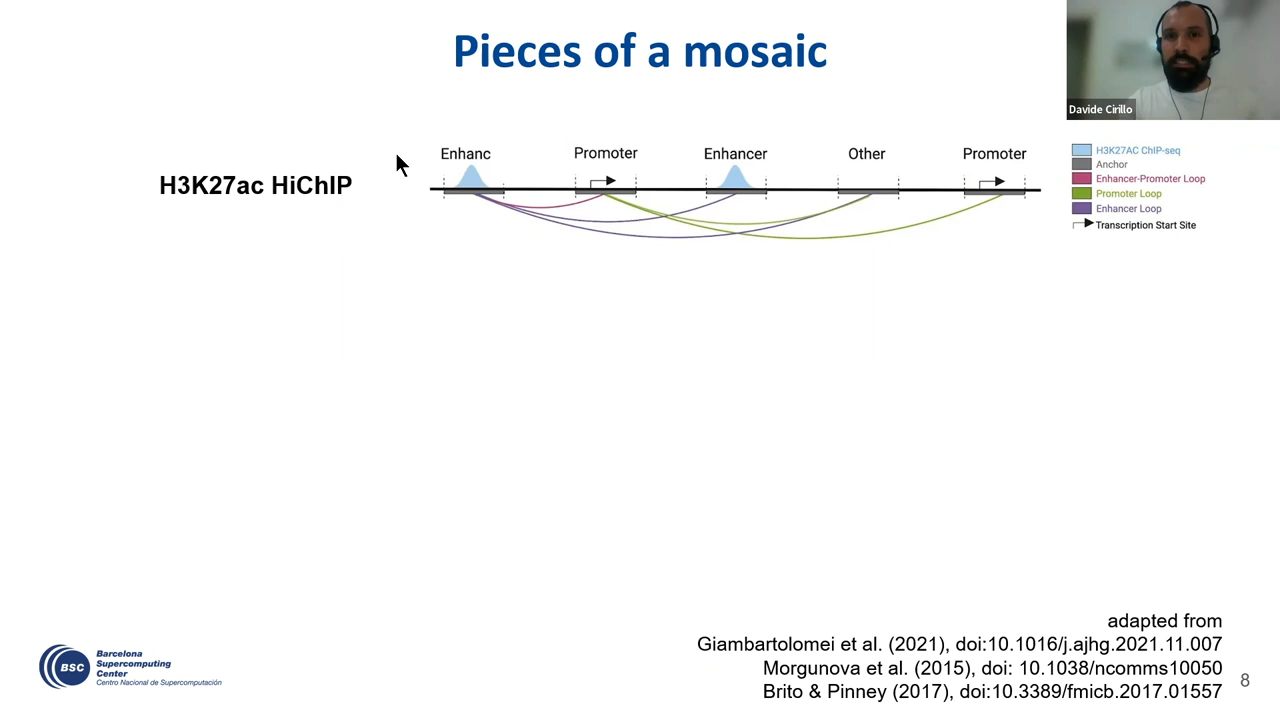 Pieces of a mosaic
Davide Cirillo
H3K27ac HiChIP
Enhanc
Promoter
Enhancer
Other
Promoter
H3K27AC ChIP-seq
Anchor
Enhancer-Promoter Loop
Promoter Loop
Enhancer Loop
Transcription Start Site
adapted from
Giambartolomei et al. (2021), doi:10.1016/j.ajhg.2021.11.007
Morgunova et al. (2015), doi: 10.1038/ncomms10050
Brito & Pinney (2017), doi:10.3389/fmicb.2017.01557
8
BSC
Barcelona
Supercomputing
Center
Centro Nacional de Supercomputación